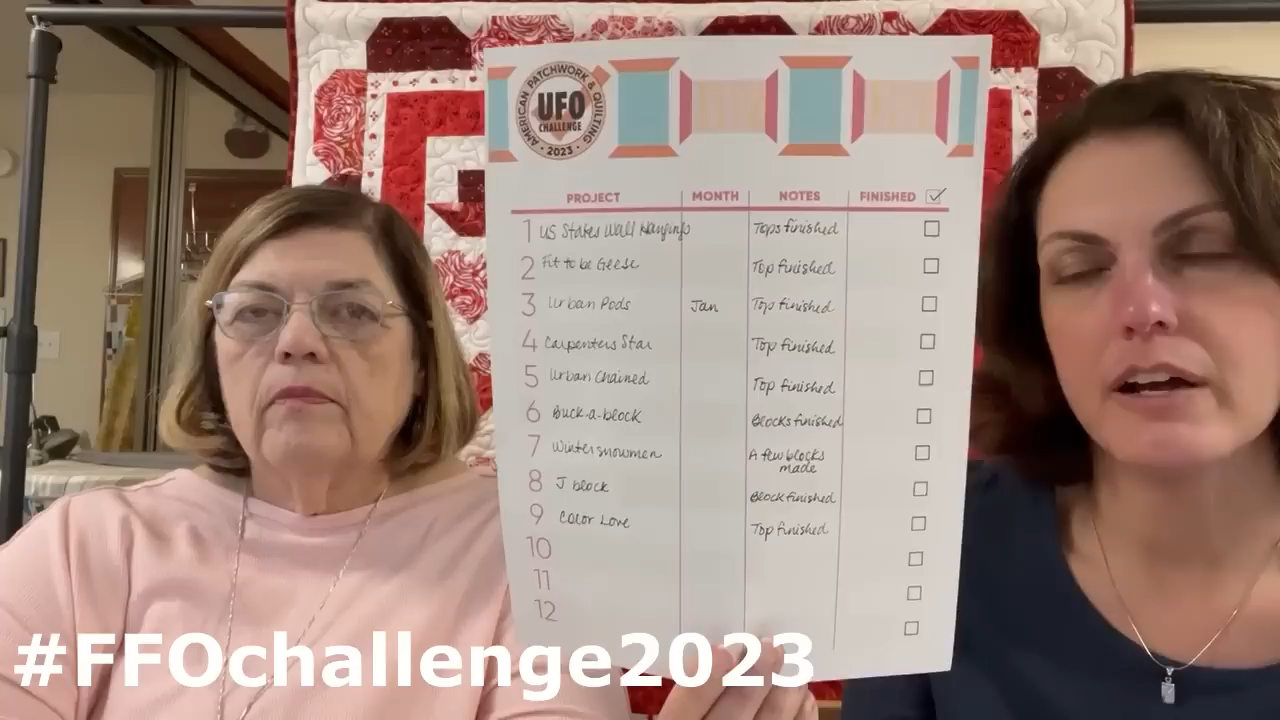 AMERICAN PATCHWORK & QUILTING
UFO
CHALLENGE
• 2023 •
PROJECT MONTH NOTES FINISHED
1 US States Wall Hangings Tops finished
2 Fit to be Geese Top finished
3 Urban Pods Jan Top finished
4 Carpenters Star Top finished
5 Urban Chained Top finished
6 Buck-a-block Blocks finished
7 Winter snowmen A few blocks
made
8 J block Block finished
9 Color Love Top finished
10
11
12
#FFOchallenge2023